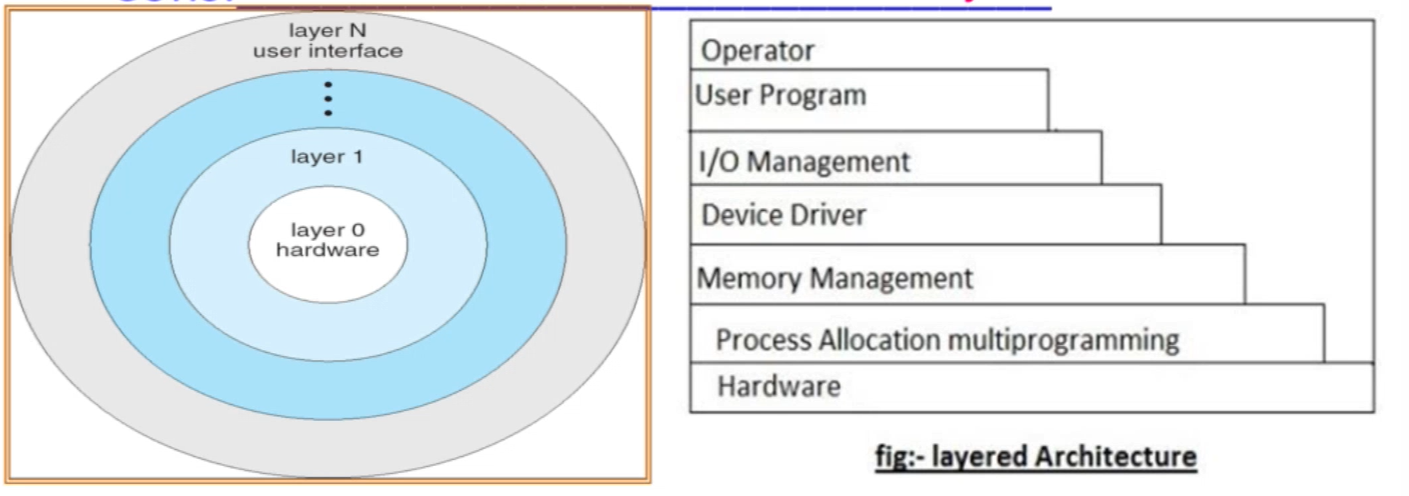 layer N
user interface
layer 1
layer 0
hardware
Operator
User Program
I/O Management
Device Driver
Memory Management
Process Allocation multiprogramming
Hardware
fig:- layered Architecture